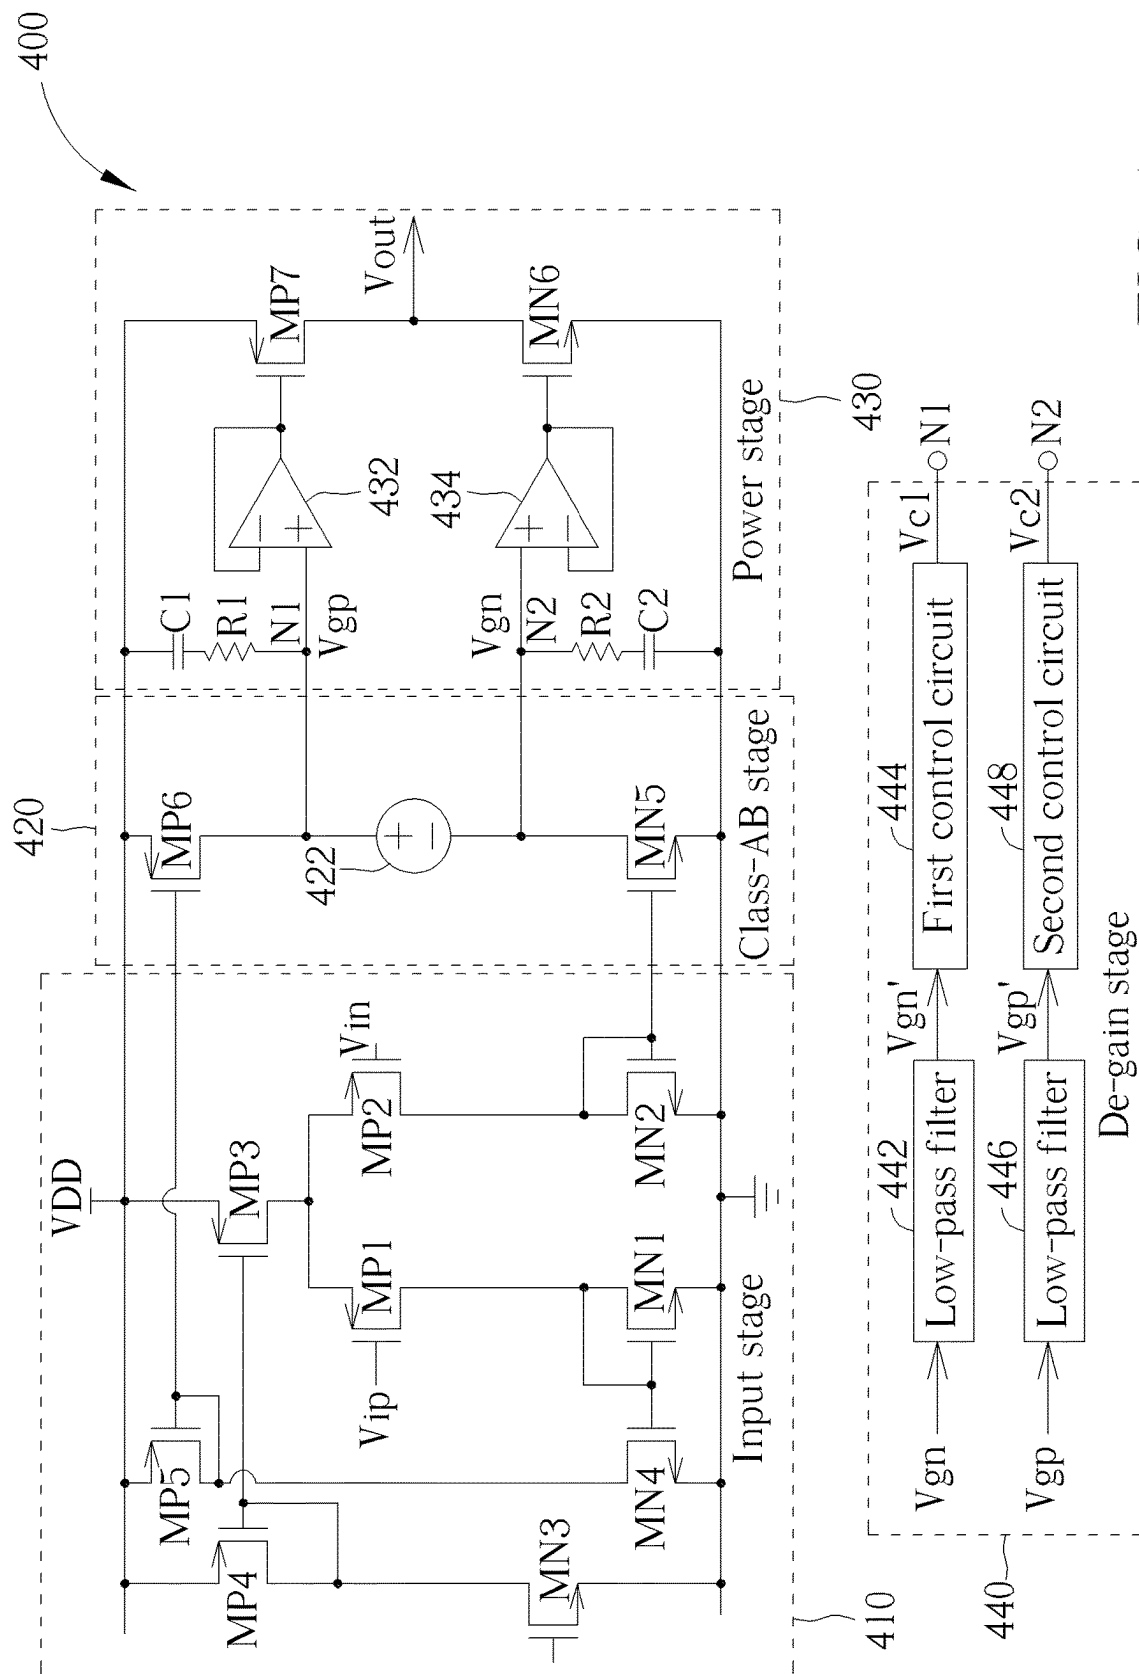 400
420
VDD
MP4
MP5
MP3
MP6
C1
R1
N1
Vgp
MP7
432
Vip
MP1
MP2
Vin
422
Vout
Vgn
N2
434
R2
C2
MN6
MN3
MN4
MN1
MN2
MN5
Input stage
Class-AB stage
Power stage
410
430
440
Vgn
442
Low-pass filter
Vgn'
444
First control circuit
Vc1
N1
Vgp
446
Low-pass filter
Vgp'
448
Second control circuit
Vc2
N2
De-gain stage